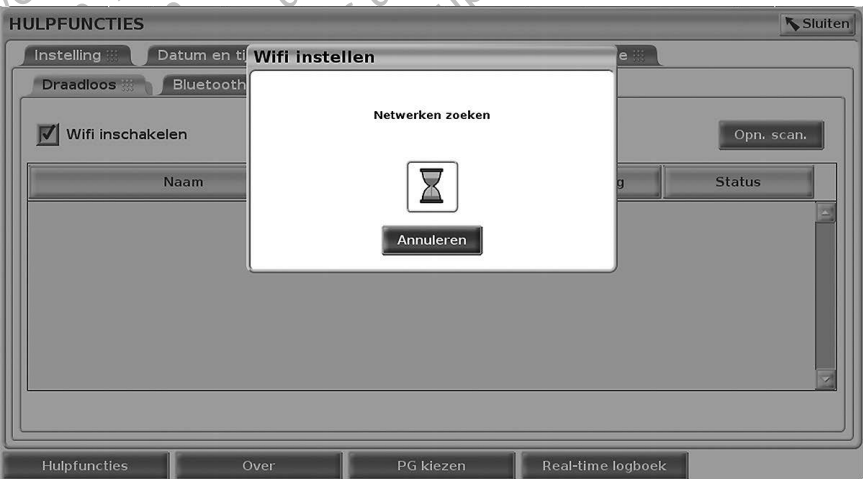 HULPFUNCTIES
Sluiten
Instelling
Datum en ti
e
Wifi instellen
Draadloos
Bluetooth
Netwerken zoeken
Wifi inschakelen
Opn. scan.
Naam
g
Status
Annuleren
Hulpfuncties
Over
PG kiezen
Real-time logboek